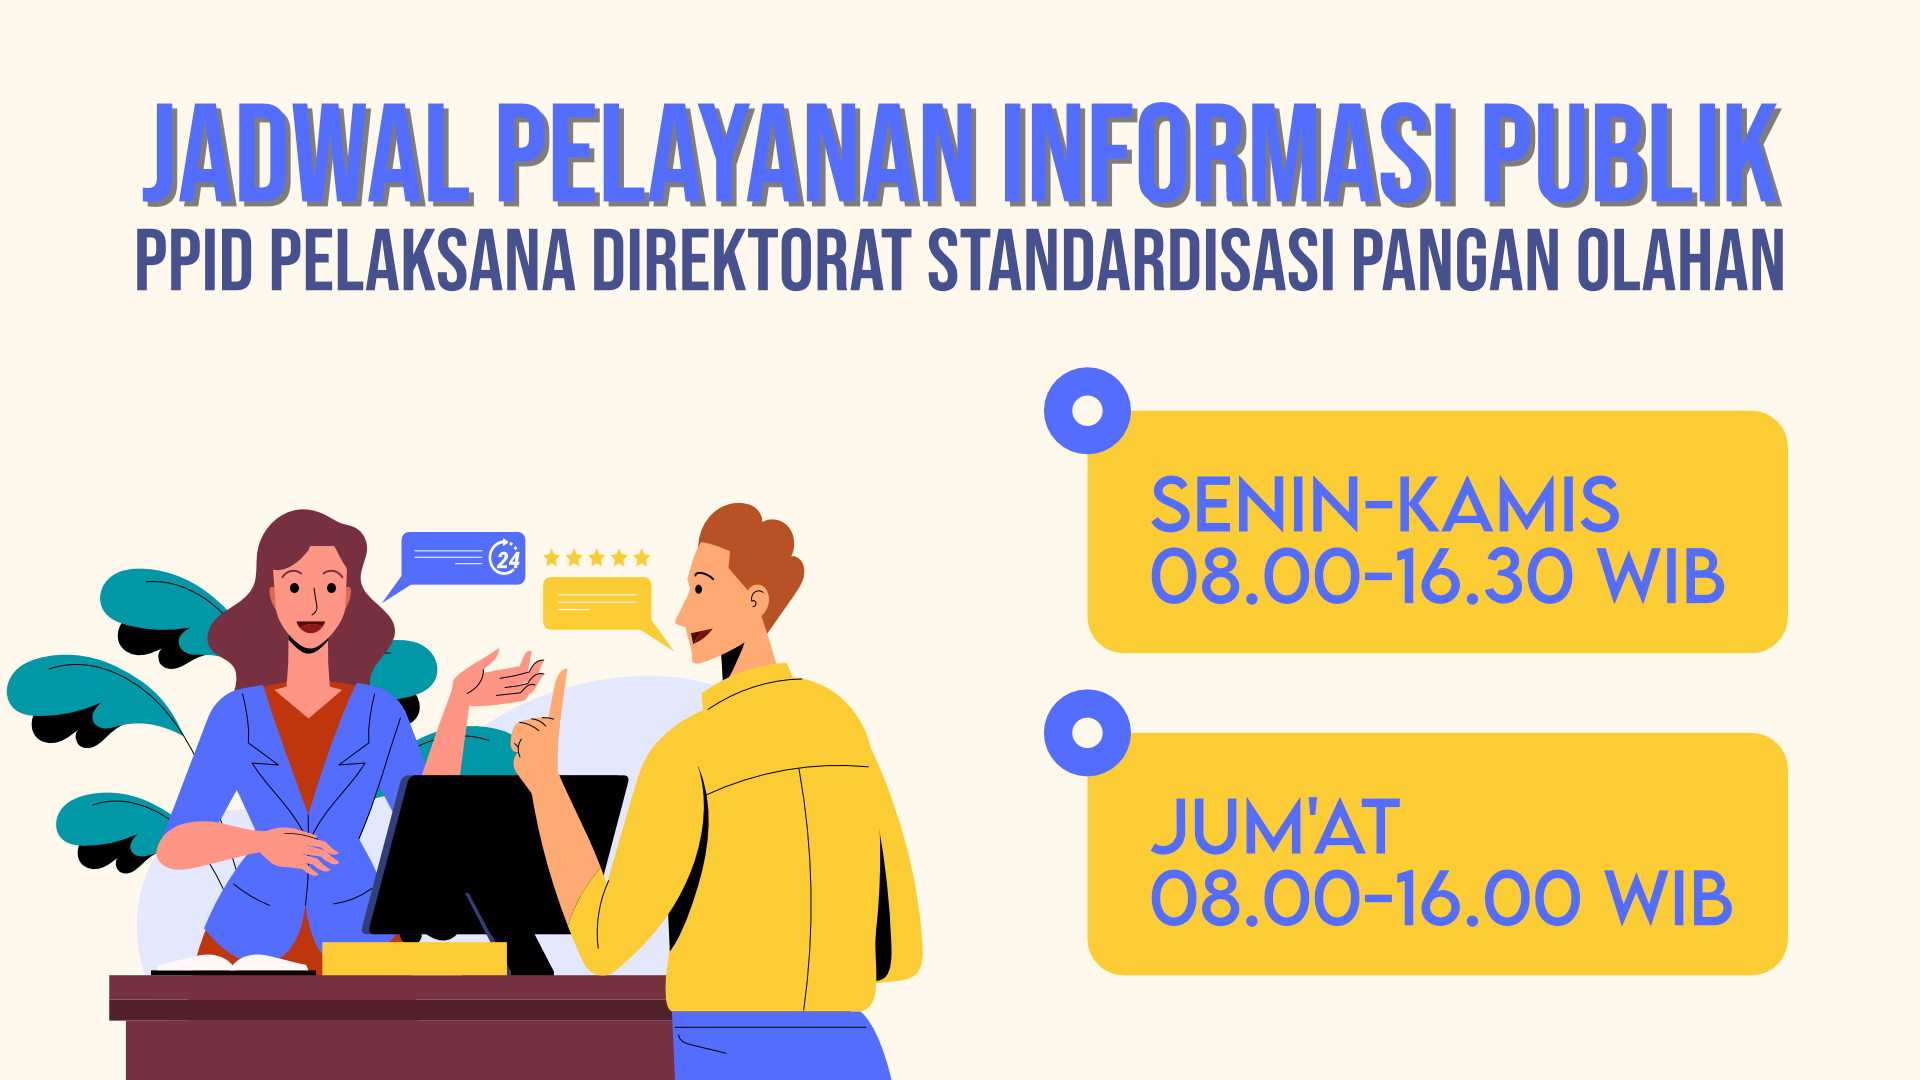 JADWAL PELAYANAN INFORMASI PUBLIK
PPID PELAKSANA DIREKTORAT STANDARDISASI PANGAN OLAHAN
24
SENIN-KAMIS
08.00-16.30 WIB
JUM'AT
08.00-16.00 WIB